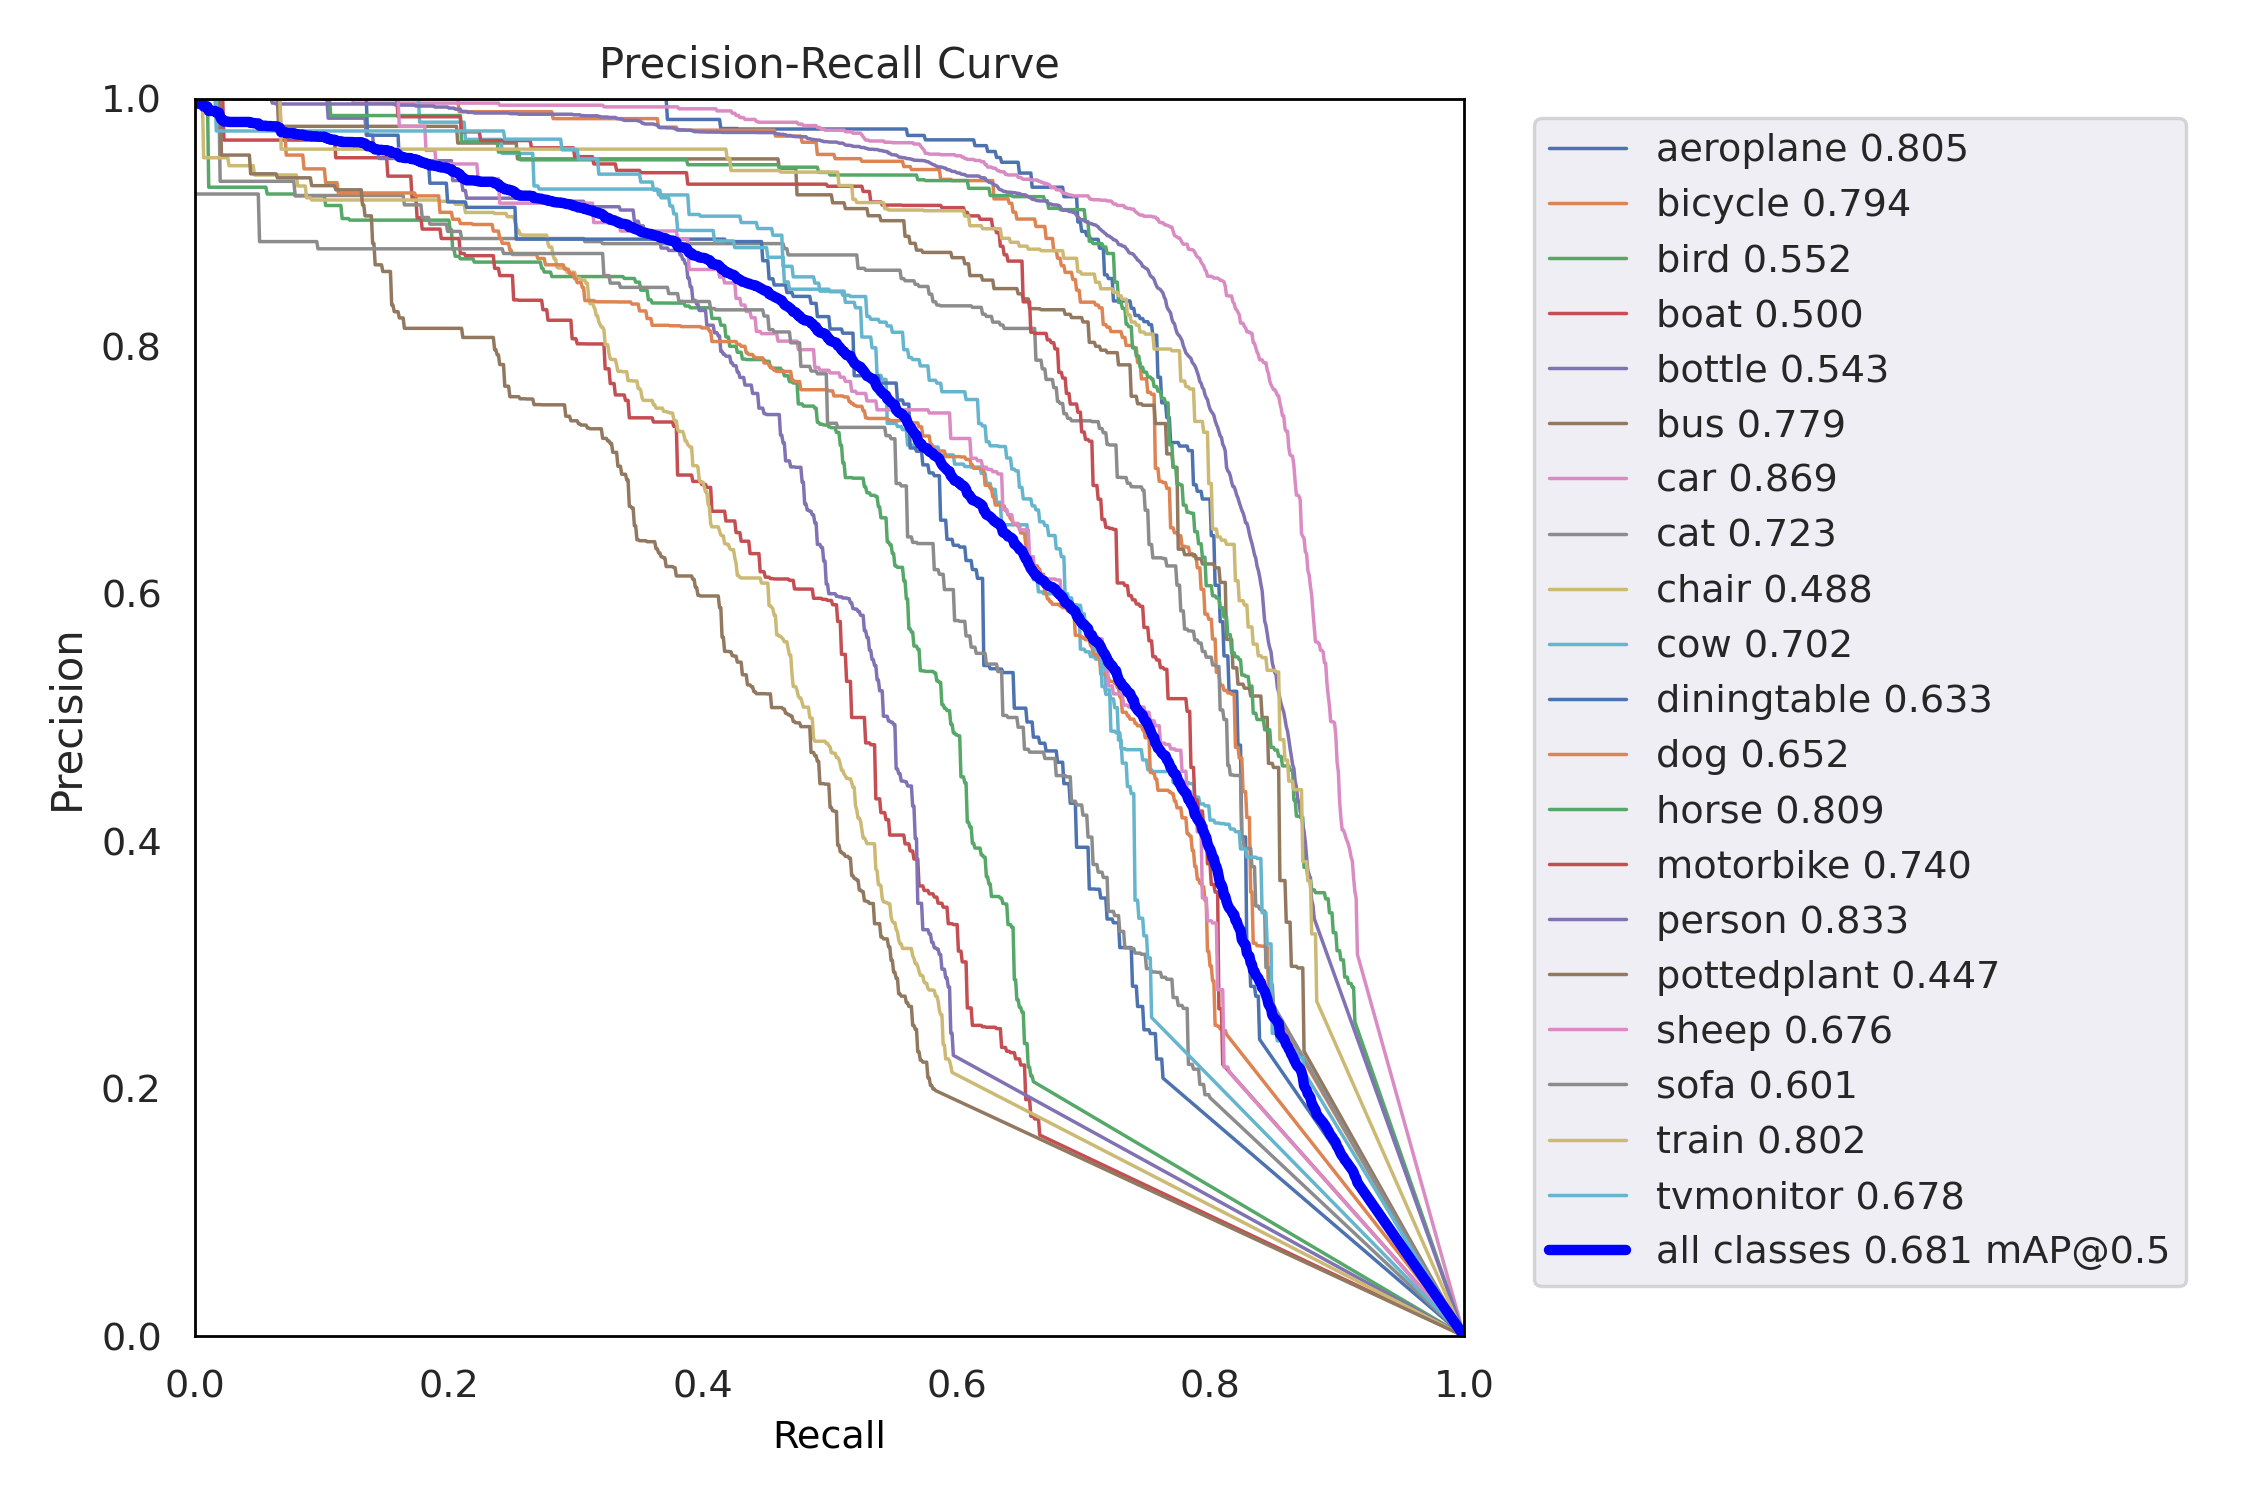 Precision-Recall Curve
1.0
0.8
0.6
0.4
0.2
0.0
Precision
0.0 0.2 0.4 0.6 0.8 1.0
Recall
aeroplane 0.805
bicycle 0.794
bird 0.552
boat 0.500
bottle 0.543
bus 0.779
car 0.869
cat 0.723
chair 0.488
cow 0.702
diningtable 0.633
dog 0.652
horse 0.809
motorbike 0.740
person 0.833
pottedplant 0.447
sheep 0.676
sofa 0.601
train 0.802
tvmonitor 0.678
all classes 0.681 mAP@0.5